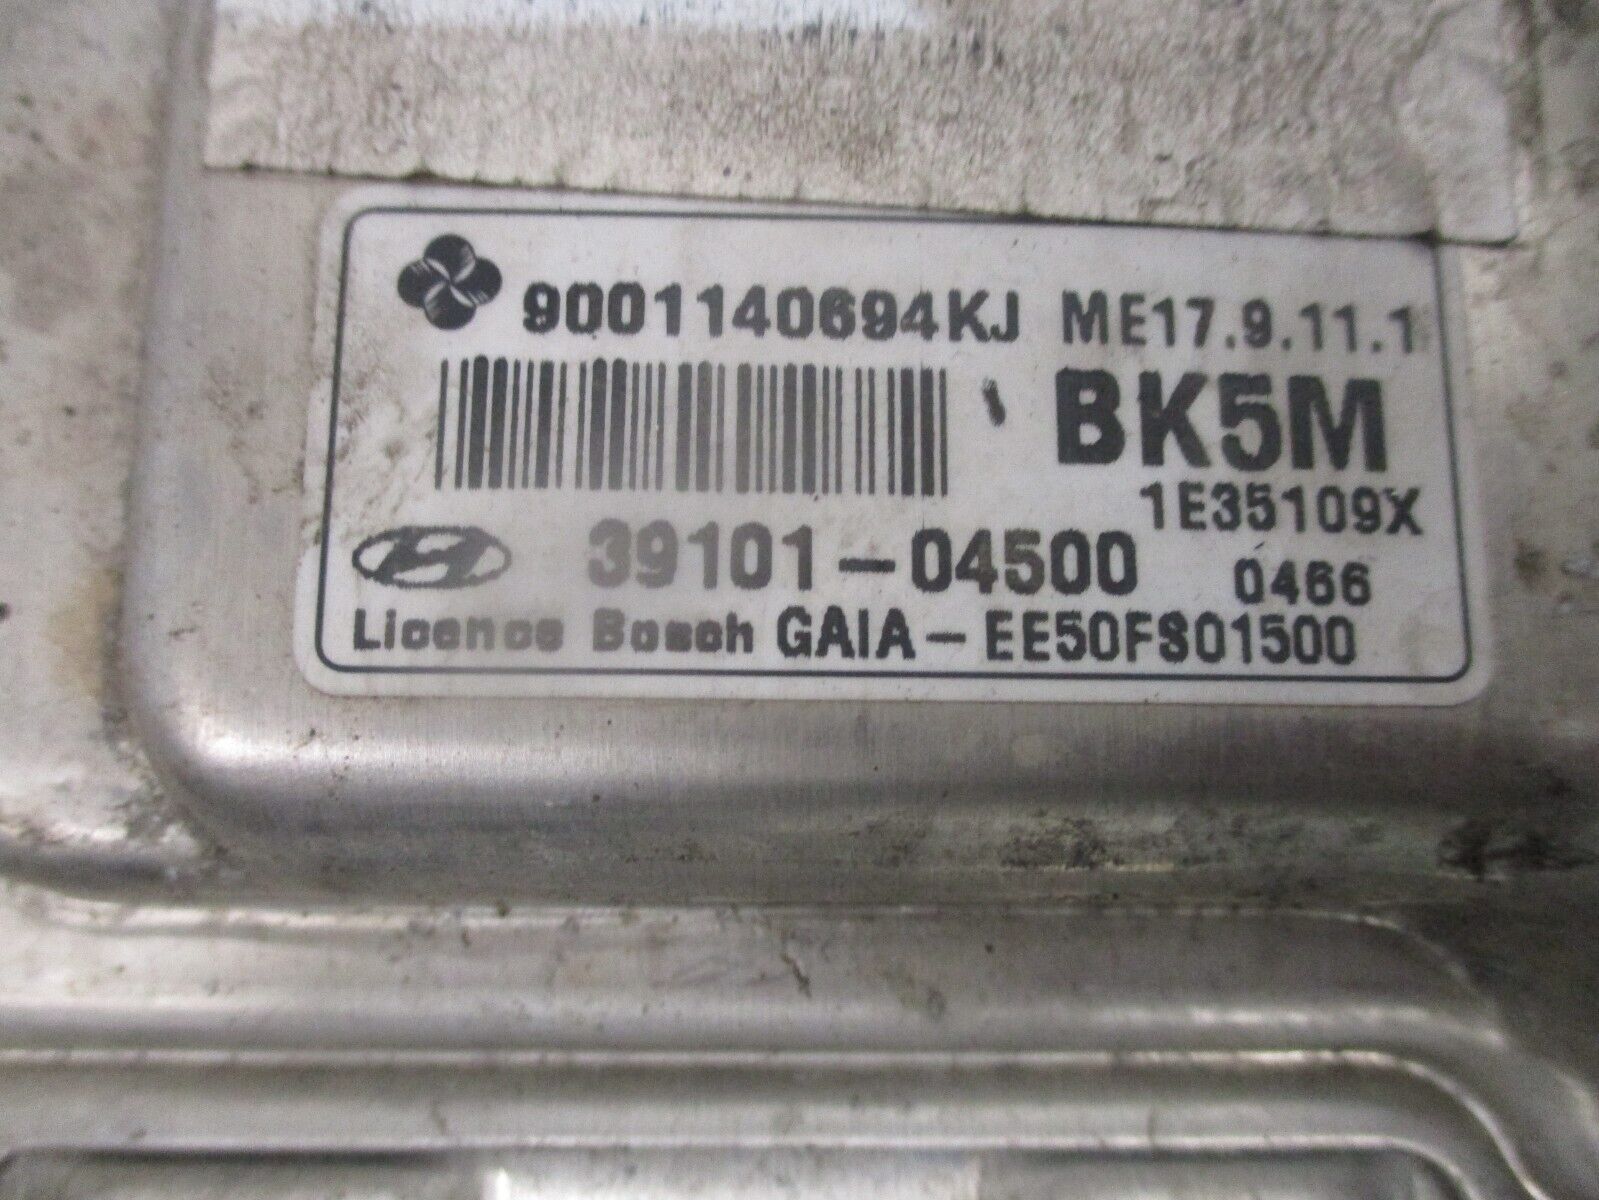 9001140694KJ ME17.9.11.1
BK5M
1E35109X
39101-04500 0466
Licence Bosch GAIA-EE50FS01500